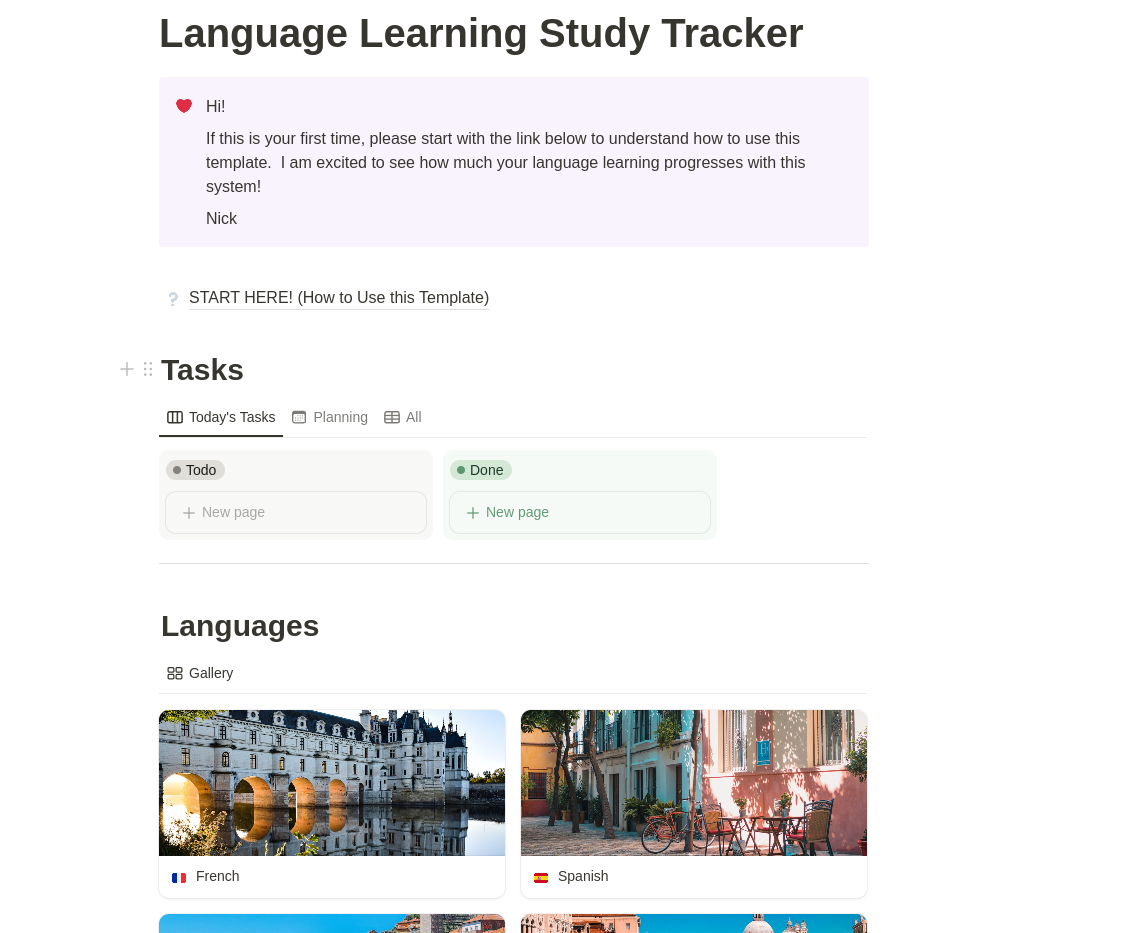 Language Learning Study Tracker
Hi!
If this is your first time, please start with the link below to understand how to use this
template.  I am excited to see how much your language learning progresses with this
system!
Nick
START HERE! (How to Use this Template)
Tasks
Today's Tasks
Planning
All
Todo
Done
New page
New page
Languages
Gallery
French
Spanish